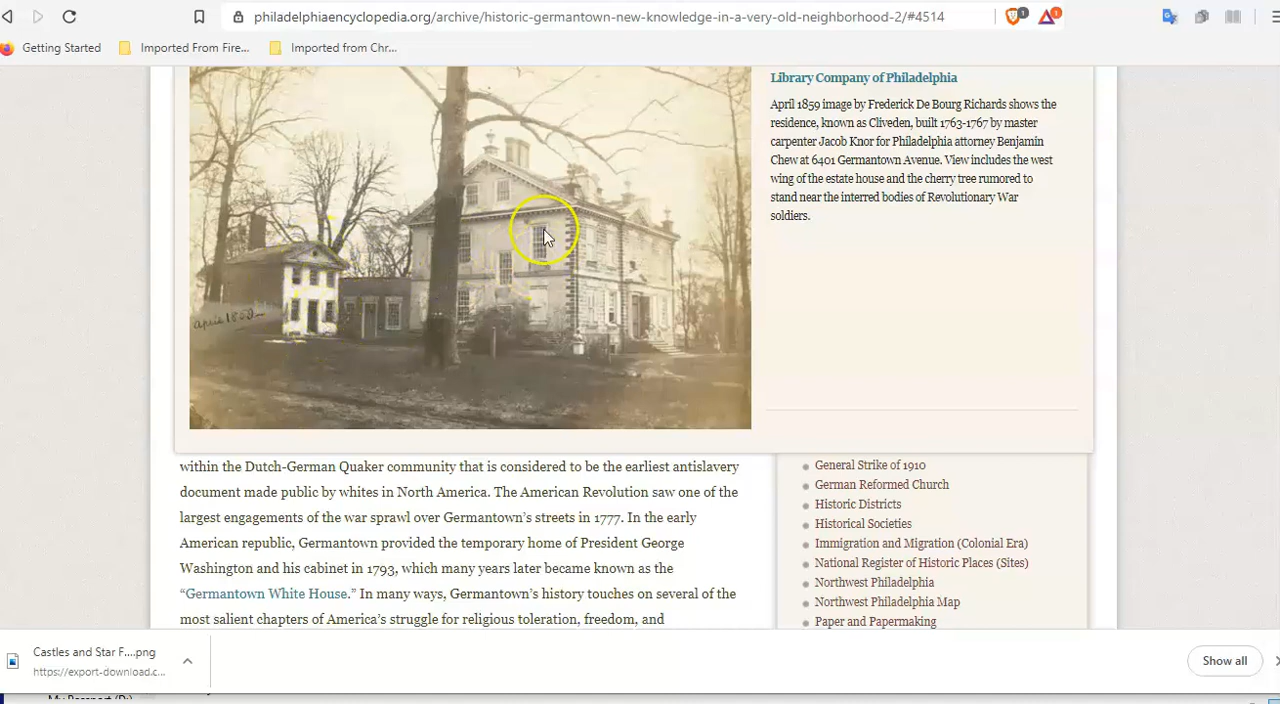 philadelphiaencyclopedia.org/archive/historic-germantown-new-knowledge-in-a-very-old-neighborhood-2/#4514
1
1
Getting Started
Imported From Fire...
Imported from Chr...
april 1859
Library Company of Philadelphia
April 1859 image by Frederick De Bourg Richards shows the
residence, known as Cliveden, built 1763-1767 by master
carpenter Jacob Knor for Philadelphia attorney Benjamin
Chew at 6401 Germantown Avenue. View includes the west
wing of the estate house and the cherry tree rumored to
stand near the interred bodies of Revolutionary War
soldiers.
within the Dutch-German Quaker community that is considered to be the earliest antislavery
document made public by whites in North America. The American Revolution saw one of the
largest engagements of the war sprawl over Germantown's streets in 1777. In the early
American republic, Germantown provided the temporary home of President George
Washington and his cabinet in 1793, which many years later became known as the
“Germantown White House.” In many ways, Germantown's history touches on several of the
most salient chapters of America's struggle for religious toleration, freedom, and
General Strike of 1910
German Reformed Church
Historic Districts
Historical Societies
Immigration and Migration (Colonial Era)
National Register of Historic Places (Sites)
Northwest Philadelphia
Northwest Philadelphia Map
Paper and Papermaking
Castles and Star F....png
https://export-download.c...
Show all
My Passport (D:)